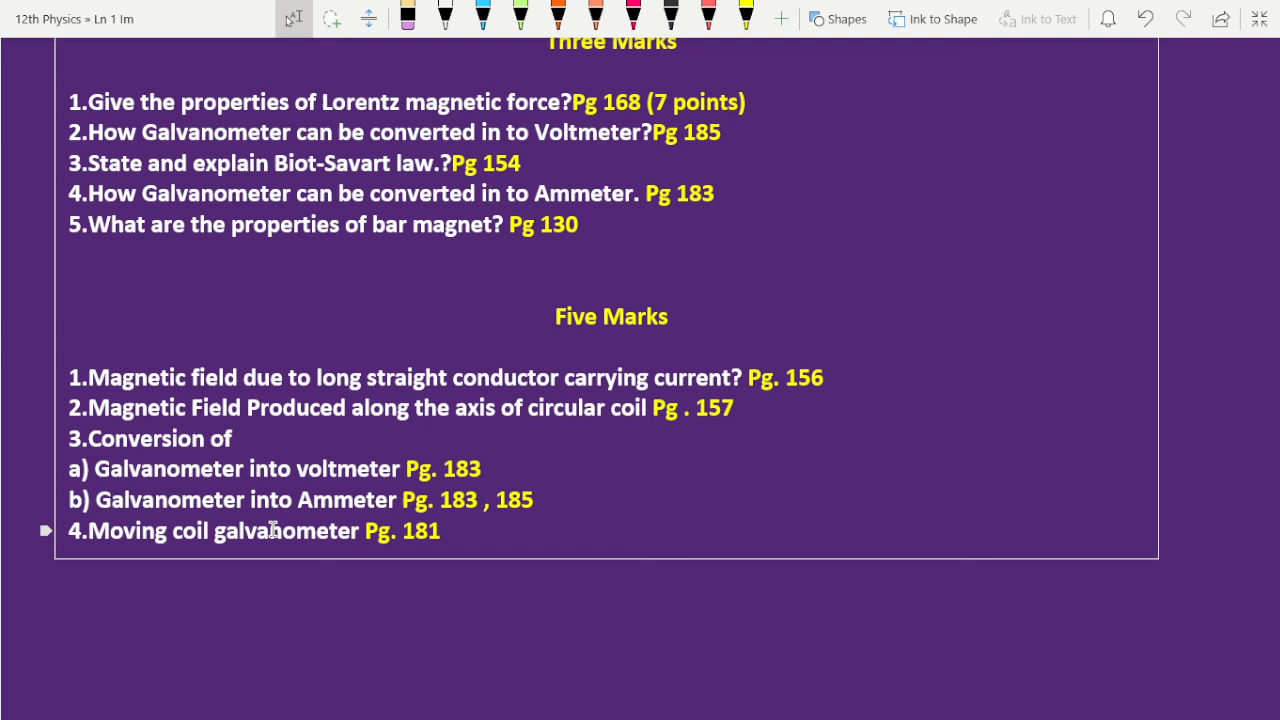 12th Physics » Ln 1 Im
Shapes
Ink to Shape
Ink to Text
Three Marks
1.Give the properties of Lorentz magnetic force?Pg 168 (7 points)
2.How Galvanometer can be converted in to Voltmeter?Pg 185
3.State and explain Biot-Savart law.?Pg 154
4.How Galvanometer can be converted in to Ammeter. Pg 183
5.What are the properties of bar magnet? Pg 130
Five Marks
1.Magnetic field due to long straight conductor carrying current? Pg. 156
2.Magnetic Field Produced along the axis of circular coil Pg . 157
3.Conversion of
a) Galvanometer into voltmeter Pg. 183
b) Galvanometer into Ammeter Pg. 183 , 185
4.Moving coil galvanometer Pg. 181